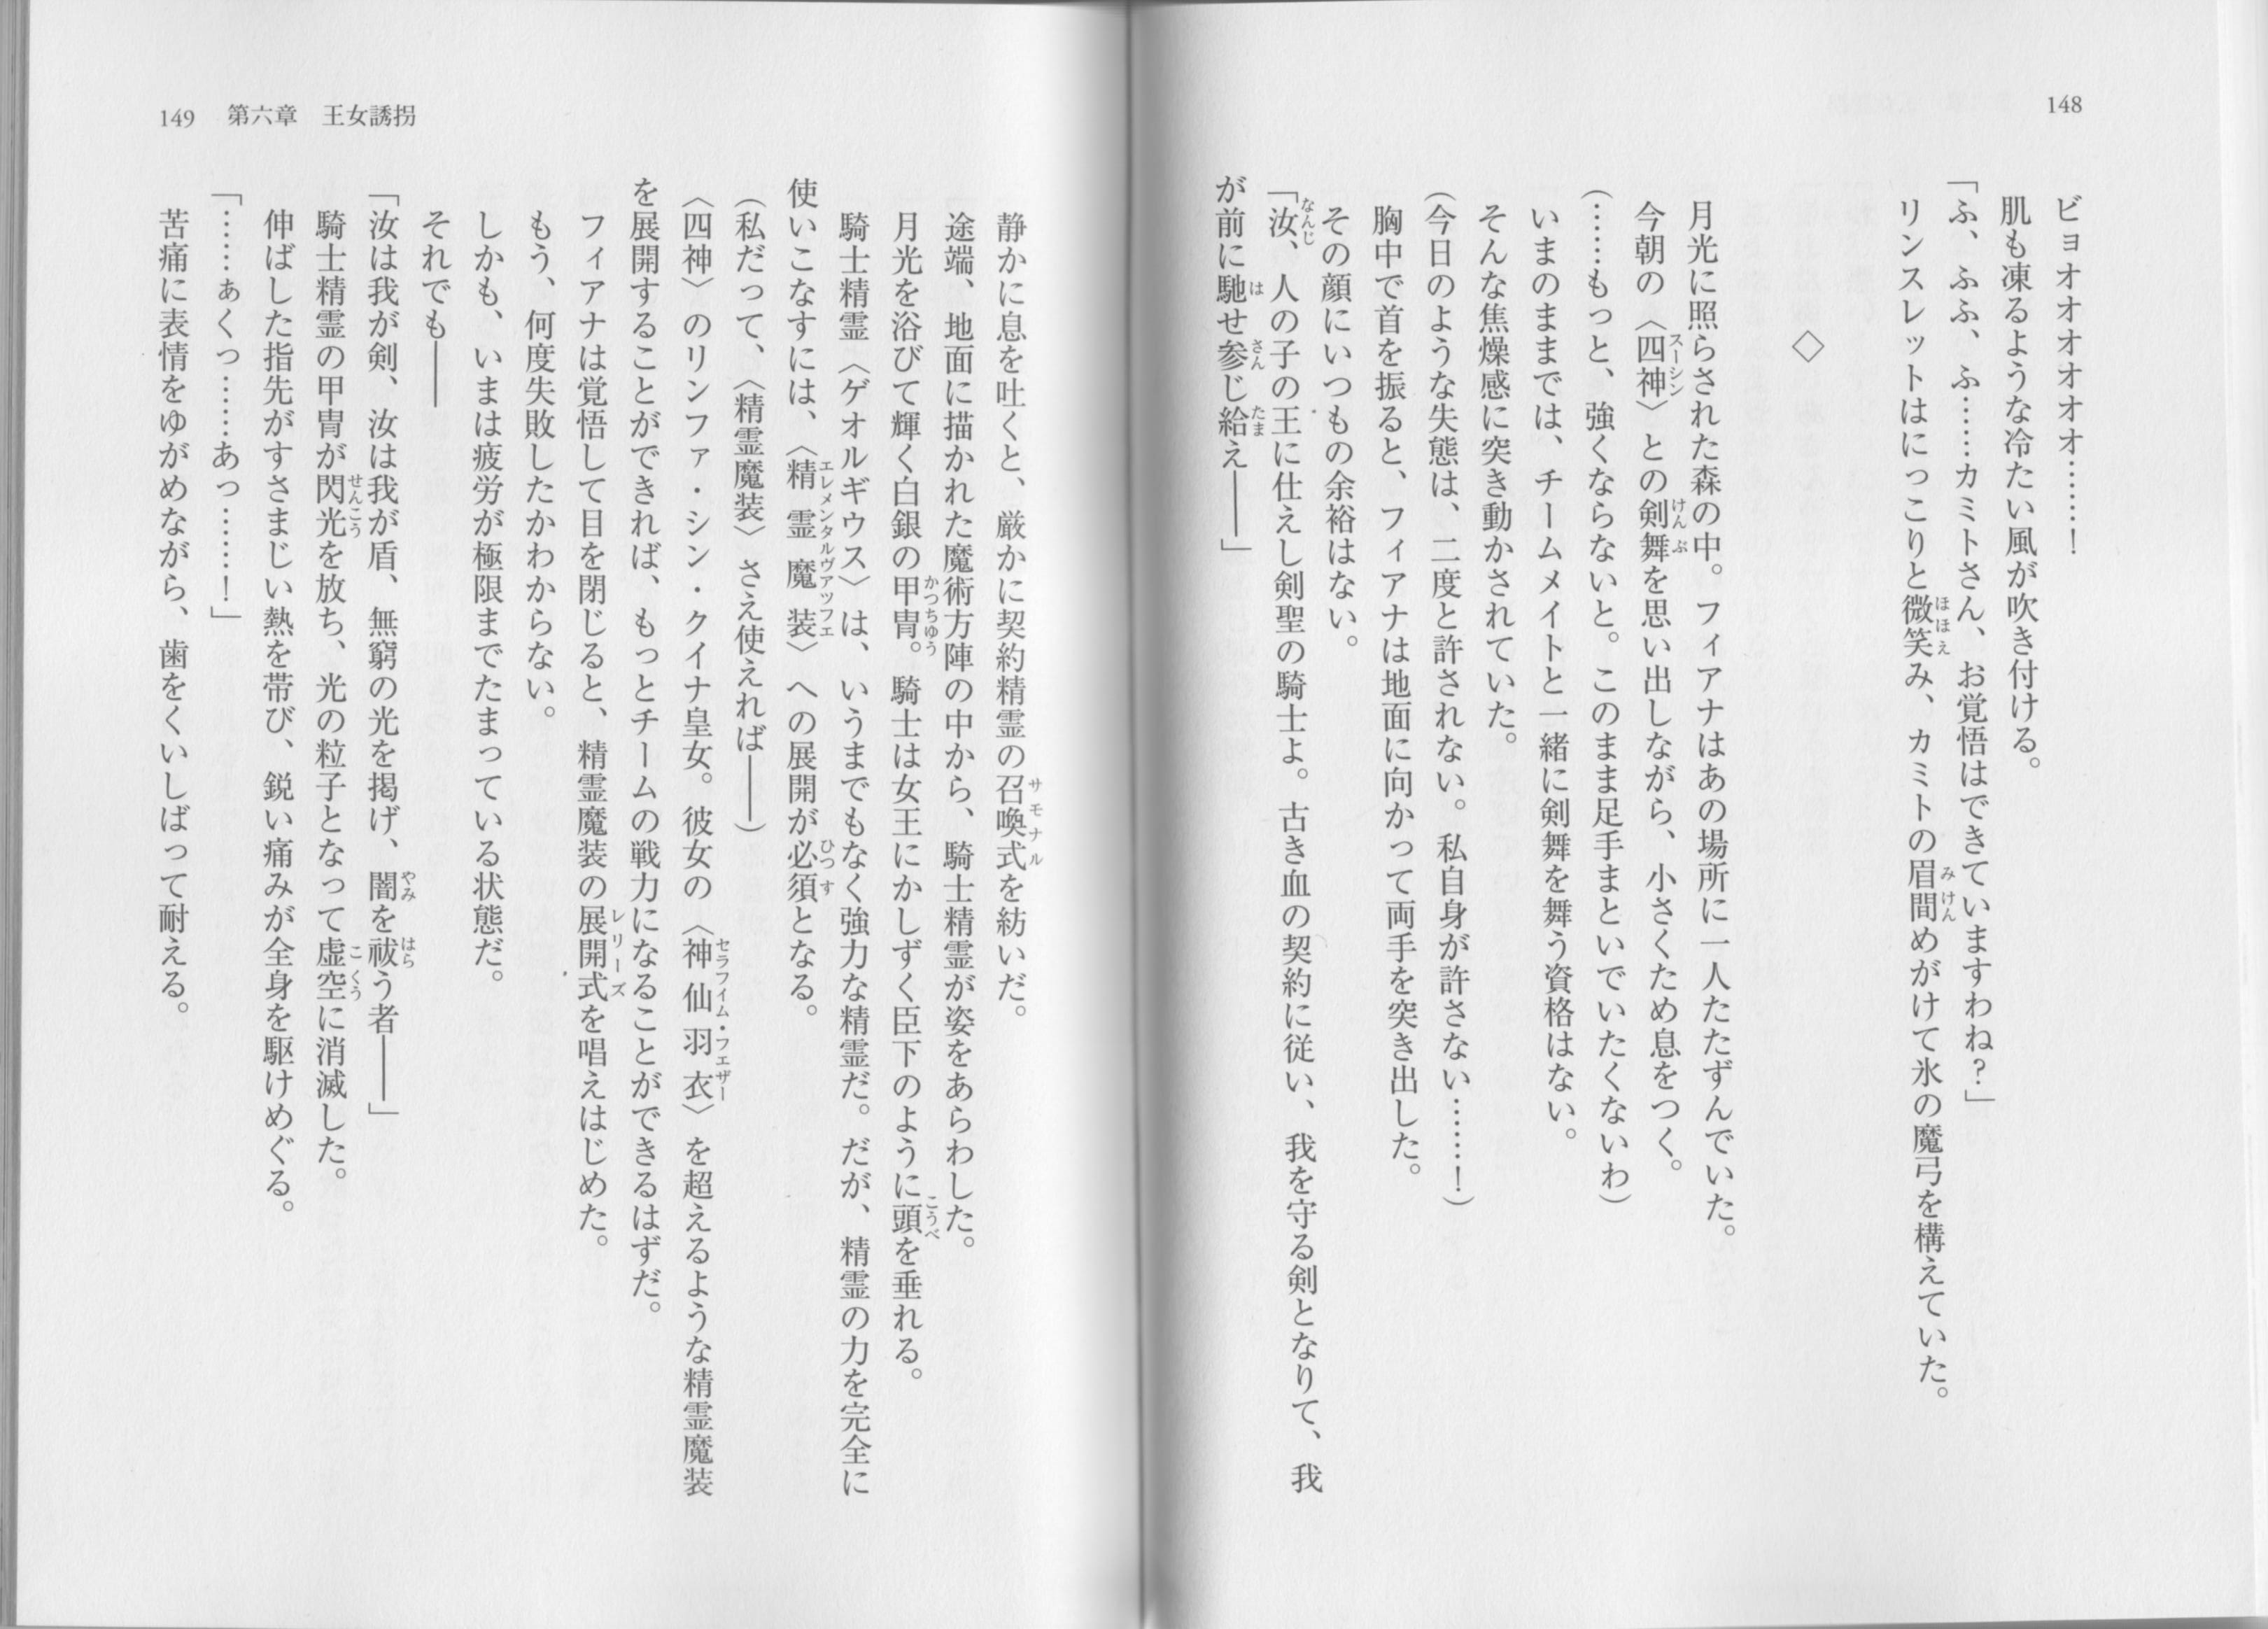 148
ビョオオオオオオ……！
肌も凍るような冷たい風が吹き付ける。
「ふ、ふふ、ふ……カミトさん、お覚悟はできていますわね？」
リンスレットはにっこりと微笑み、カミトの眉間めがけて氷の魔弓を構えていた。
◇
月光に照らされた森の中。フィアナはあの場所に一人たたずんでいた。
今朝の〈四神〉との剣舞を思い出しながら、小さくため息をつく。
（……もっと、強くならないと。このまま足手まといでいたくないわ）
いまのままでは、チームメイトと一緒に剣舞を舞う資格はない。
そんな焦燥感に突き動かされていた。
（今日のような失態は、二度と許されない。私自身が許さない……！）
胸中で首を振ると、フィアナは地面に向かって両手を突き出した。
その顔にいつもの余裕はない。
「汝、人の子の王に仕えし剣聖の騎士よ。古き血の契約に従い、我を守る剣となりて、我
が前に馳せ参じ給え――」
149 第六章 王女誘拐
静かに息を吐くと、厳かに契約精霊の召喚式を紡いだ。
途端、地面に描かれた魔術方陣の中から、騎士精霊が姿をあらわした。
月光を浴びて輝く白銀の甲冑。騎士は女王にかしずく臣下のように頭を垂れる。
騎士精霊〈ゲオルギウス〉は、いうまでもなく強力な精霊だ。だが、精霊の力を完全に
使いこなすには、〈精霊魔装〉への展開が必須となる。
（私だって、〈精霊魔装〉さえ使えれば――）
〈四神〉のリンファ・シン・クイナ皇女。彼女の〈神仙羽衣〉を超えるような精霊魔装
を展開することができれば、もっとチームの戦力になることができるはずだ。
フィアナは覚悟して目を閉じると、精霊魔装の展開式を唱えはじめた。
もう、何度失敗したかわからない。
しかも、いまは疲労が極限までたまっている状態だ。
それでも――
「汝は我が剣、汝は我が盾、無窮の光を掲げ、闇を祓う者――」
騎士精霊の甲冑が閃光を放ち、光の粒子となって虚空に消滅した。
伸ばした指先がすさまじい熱を帯び、鋭い痛みが全身を駆けめぐる。
「……ぁくっ……あっ……！」
苦痛に表情をゆがめながら、歯をくいしばって耐える。